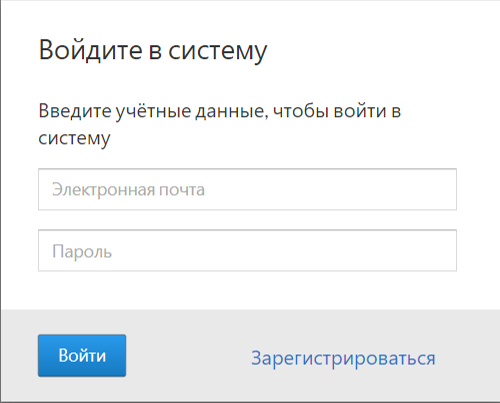 Войдите в систему
Введите учётные данные, чтобы войти в
систему
Электронная почта
Пароль
Войти
Зарегистрироваться